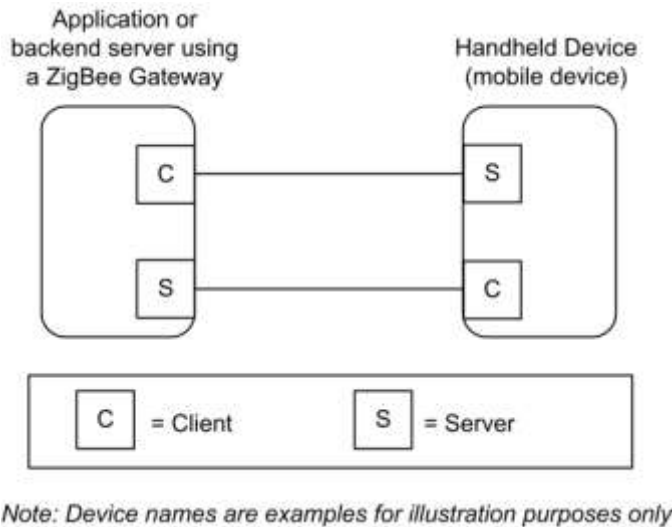 Application or
backend server using
a ZigBee Gateway
Handheld Device
(mobile device)
C
S
S
C
C = Client
S = Server
Note: Device names are examples for illustration purposes only